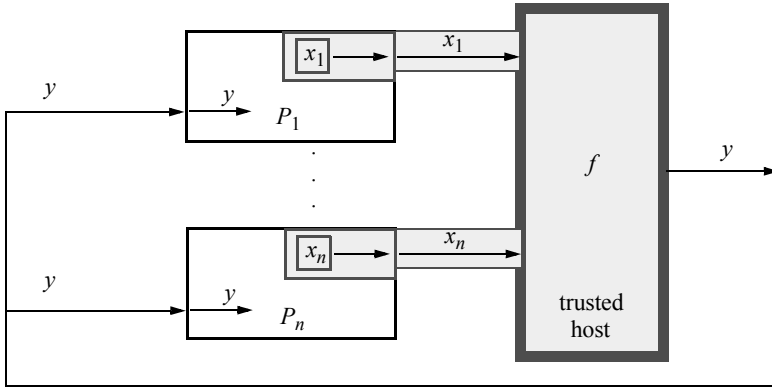 x₁ x₁
y y P₁
f y
xₙ xₙ
y y Pₙ
trusted
host